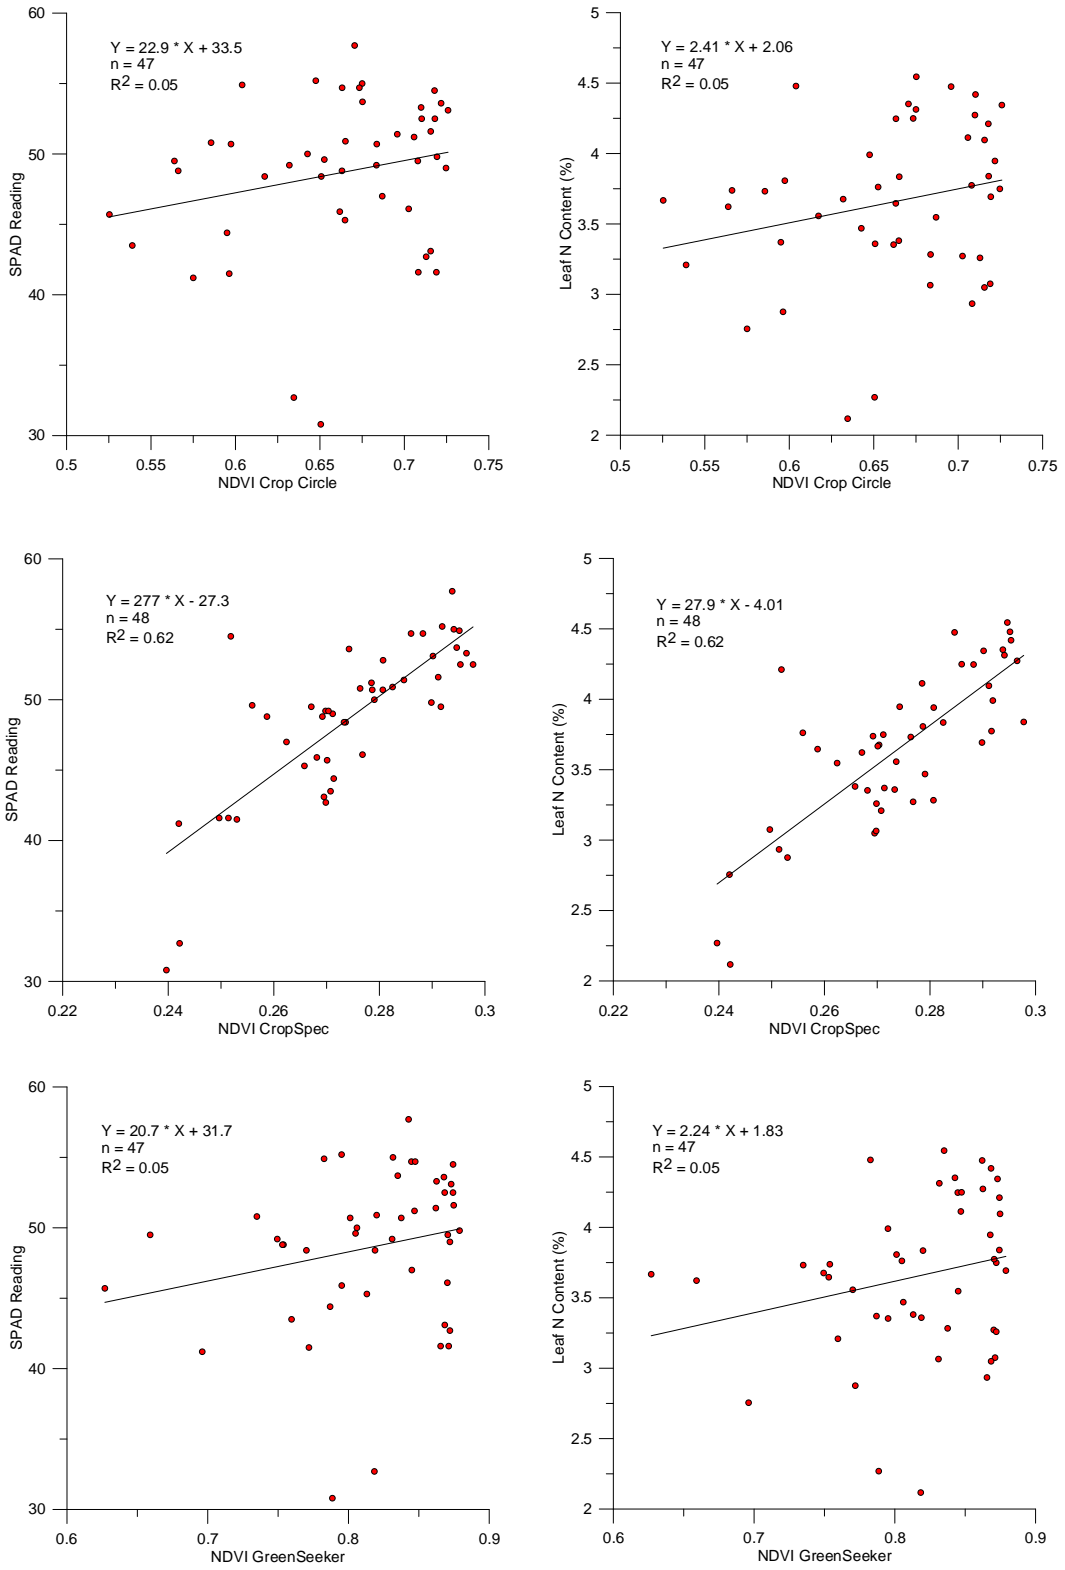 60
50
40
30
SPAD Reading
Y = 22.9 * X + 33.5
n = 47
R2 = 0.05
0.5 0.55 0.6 0.65 0.7 0.75
NDVI Crop Circle
5
4.5
4
3.5
3
2.5
2
Leaf N Content (%)
Y = 2.41 * X + 2.06
n = 47
R2 = 0.05
0.5 0.55 0.6 0.65 0.7 0.75
NDVI Crop Circle
60
50
40
30
SPAD Reading
Y = 277 * X - 27.3
n = 48
R2 = 0.62
0.22 0.24 0.26 0.28 0.3
NDVI CropSpec
5
4.5
4
3.5
3
2.5
2
Leaf N Content (%)
Y = 27.9 * X - 4.01
n = 48
R2 = 0.62
0.22 0.24 0.26 0.28 0.3
NDVI CropSpec
60
50
40
30
SPAD Reading
Y = 20.7 * X + 31.7
n = 47
R2 = 0.05
0.6 0.7 0.8 0.9
NDVI GreenSeeker
5
4.5
4
3.5
3
2.5
2
Leaf N Content (%)
Y = 2.24 * X + 1.83
n = 47
R2 = 0.05
0.6 0.7 0.8 0.9
NDVI GreenSeeker